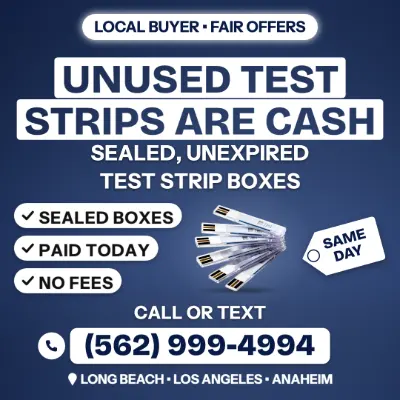 LOCAL BUYER • FAIR OFFERS
UNUSED TEST
STRIPS ARE CASH
SEALED, UNEXPIRED
TEST STRIP BOXES
SEALED BOXES
PAID TODAY
NO FEES
SAME
DAY
CALL OR TEXT
(562) 999-4994
LONG BEACH • LOS ANGELES • ANAHEIM